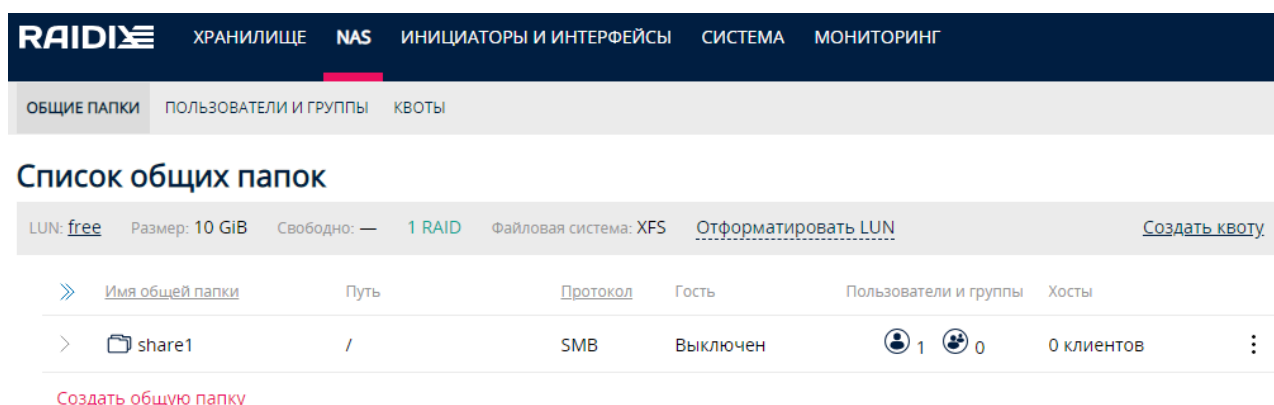 RAIDIX ХРАНИЛИЩЕ NAS ИНИЦИАТОРЫ И ИНТЕРФЕЙСЫ СИСТЕМА МОНИТОРИНГ
ОБЩИЕ ПАПКИ ПОЛЬЗОВАТЕЛИ И ГРУППЫ КВОТЫ
Список общих папок
LUN: free Размер: 10 GiB Свободно: — 1 RAID Файловая система: XFS Отформатировать LUN Создать квоту
Имя общей папки Путь Протокол Гость Пользователи и группы Хосты
share1 / SMB Выключен 1 0 0 клиентов
Создать общую папку